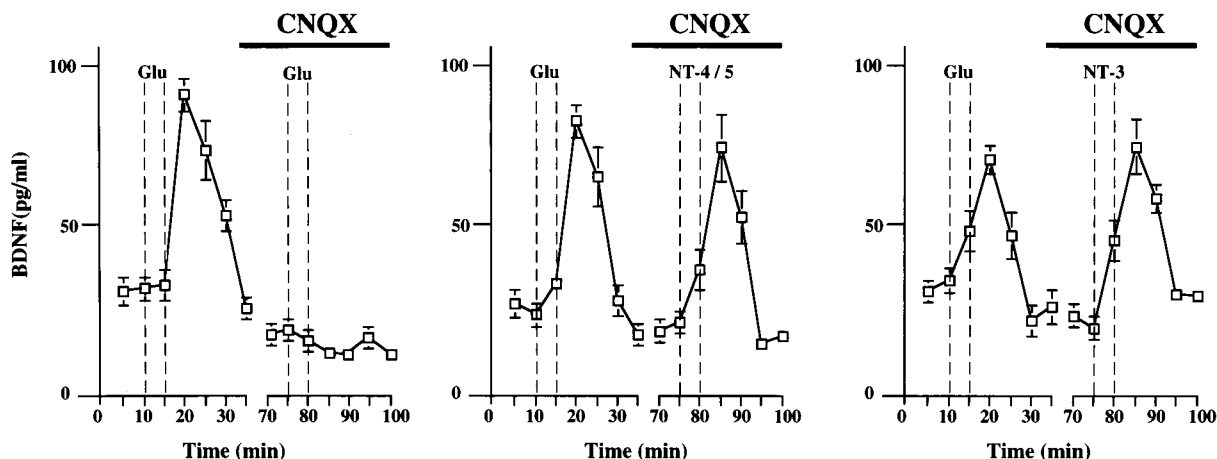 CNQX CNQX CNQX
100 100 100
Glu Glu Glu NT-4 / 5 Glu NT-3
50 50 50
BDNF(pg/ml)
0 0 0
0 10 20 30 70 80 90 100 0 10 20 30 70 80 90 100 0 10 20 30 70 80 90 100
Time (min) Time (min) Time (min)